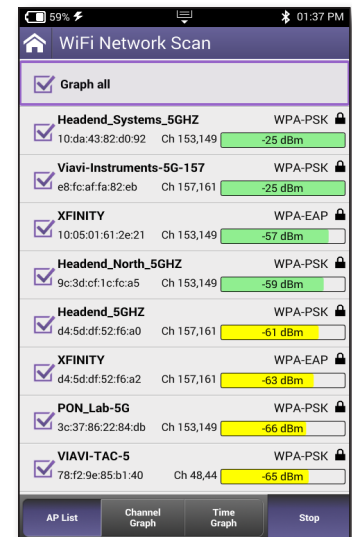 59% 01:37 PM
WiFi Network Scan
Graph all
Headend_Systems_5GHZ WPA-PSK
10:da:43:82:d0:92 Ch 153,149 -25 dBm
Viavi-Instruments-5G-157 WPA-PSK
e8:fc:af:fa:82:eb Ch 157,161 -25 dBm
XFINITY WPA-EAP
10:05:01:61:2e:21 Ch 153,149 -57 dBm
Headend_North_5GHZ WPA-PSK
9c:3d:cf:1c:fc:a5 Ch 153,149 -59 dBm
Headend_5GHZ WPA-PSK
d4:5d:df:52:f6:a0 Ch 157,161 -61 dBm
XFINITY WPA-EAP
d4:5d:df:52:f6:a2 Ch 157,161 -63 dBm
PON_Lab-5G WPA-PSK
3c:37:86:22:84:db Ch 153,149 -66 dBm
VIAVI-TAC-5 WPA-PSK
78:f2:9e:85:b1:40 Ch 48,44 -65 dBm
AP List Channel Graph Time Graph Stop